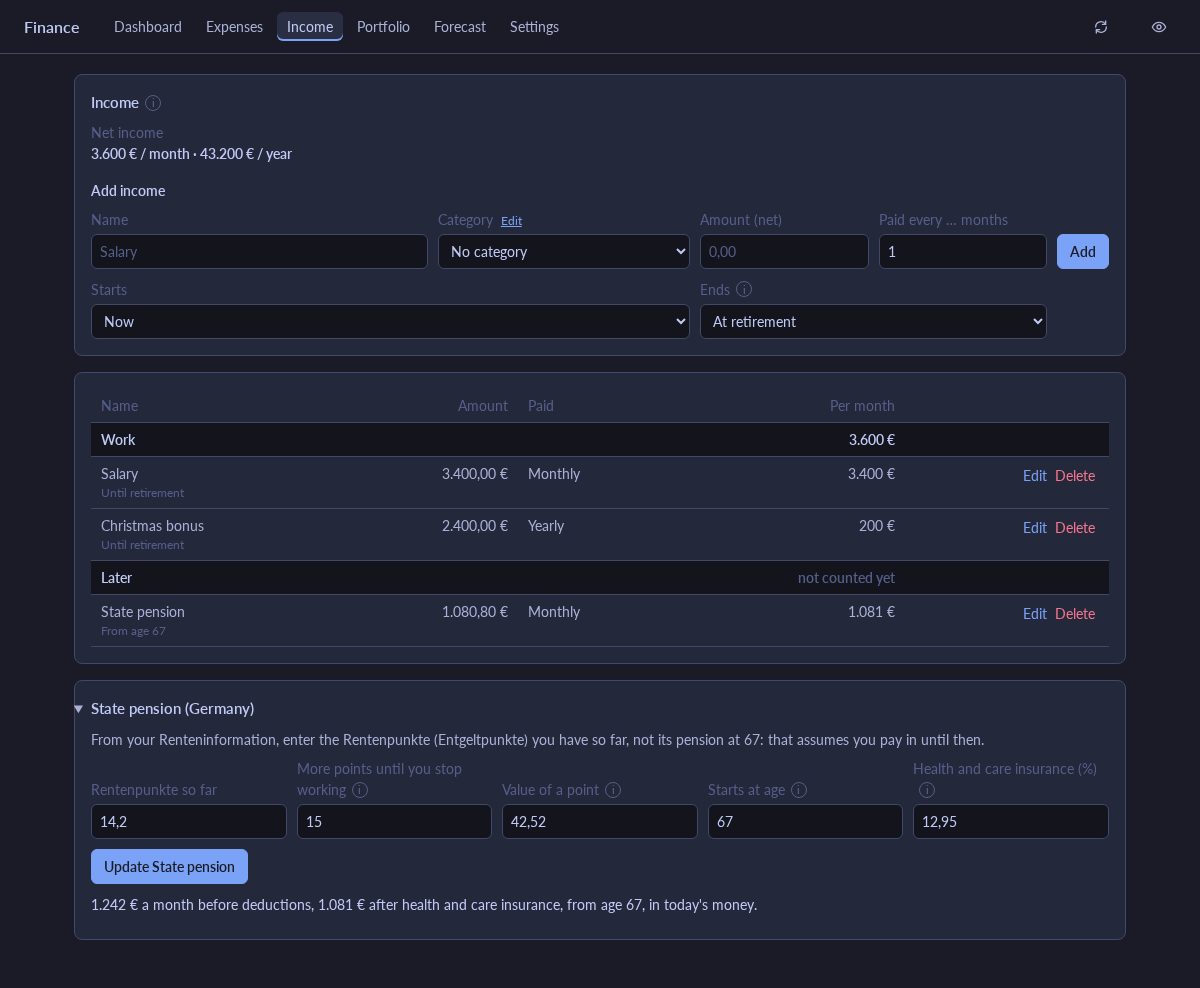 Finance Dashboard Expenses Income Portfolio Forecast Settings
Income i
Net income
3.600 € / month · 43.200 € / year
Add income
Name Category Edit Amount (net) Paid every ... months
Salary No category 0,00 1 Add
Starts Ends i
Now At retirement
Name Amount Paid Per month
Work 3.600 €
Salary 3.400,00 € Monthly 3.400 € Edit Delete
Until retirement
Christmas bonus 2.400,00 € Yearly 200 € Edit Delete
Until retirement
Later not counted yet
State pension 1.080,80 € Monthly 1.081 € Edit Delete
From age 67
State pension (Germany)
From your Renteninformation, enter the Rentenpunkte (Entgeltpunkte) you have so far, not its pension at 67: that assumes you pay in until then.
More points until you stop Health and care insurance (%)
Rentenpunkte so far working i Value of a point i Starts at age i i
14,2 15 42,52 67 12,95
Update State pension
1.242 € a month before deductions, 1.081 € after health and care insurance, from age 67, in today's money.